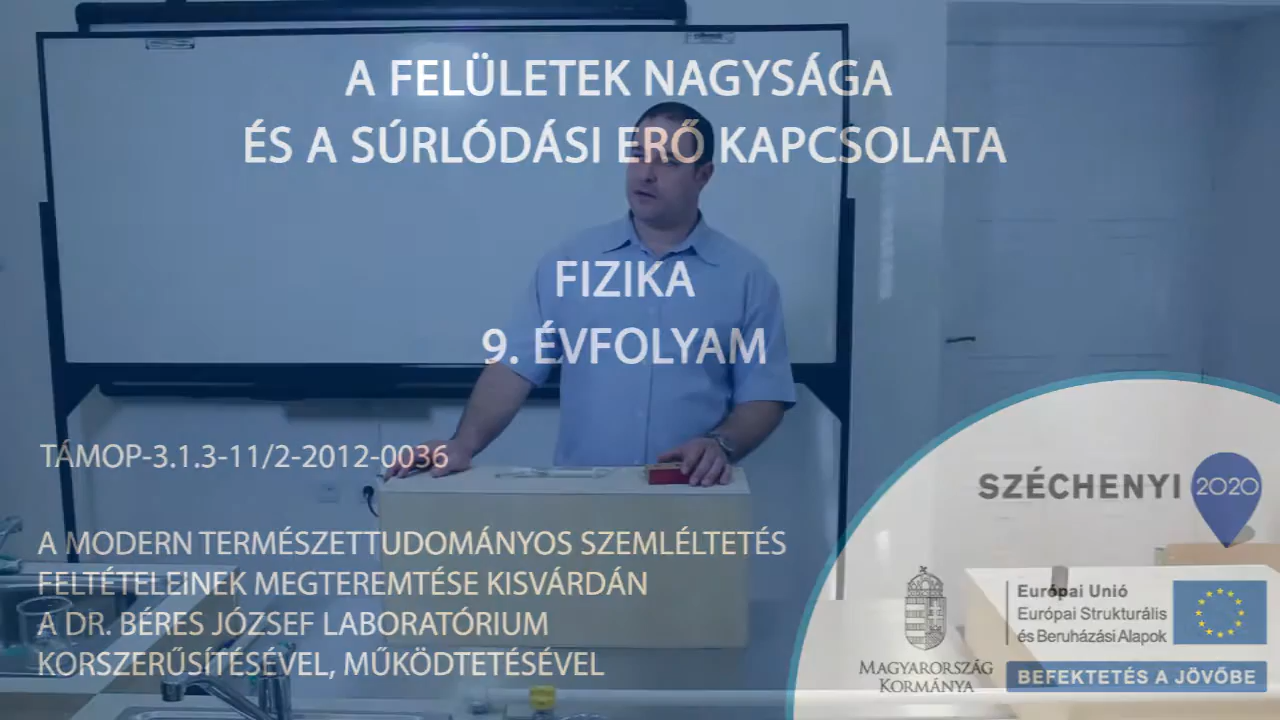 A FELÜLETEK NAGYSÁGA
ÉS A SÚRLÓDÁSI ERŐ KAPCSOLATA
FIZIKA
9. ÉVFOLYAM
TÁMOP-3.1.3-11/2-2012-0036
A MODERN TERMÉSZETTUDOMÁNYOS SZEMLÉLTETÉS
FELTÉTELEINEK MEGTEREMTÉSE KISVÁRDÁN
A DR. BÉRES JÓZSEF LABORATÓRIUM
KORSZERŰSÍTÉSÉVEL, MŰKÖDTETÉSÉVEL
SZÉCHENYI 2020
MAGYARORSZÁG
KORMÁNYA
Európai Unió
Európai Strukturális
és Beruházási Alapok
BEFEKTETÉS A JÖVŐBE